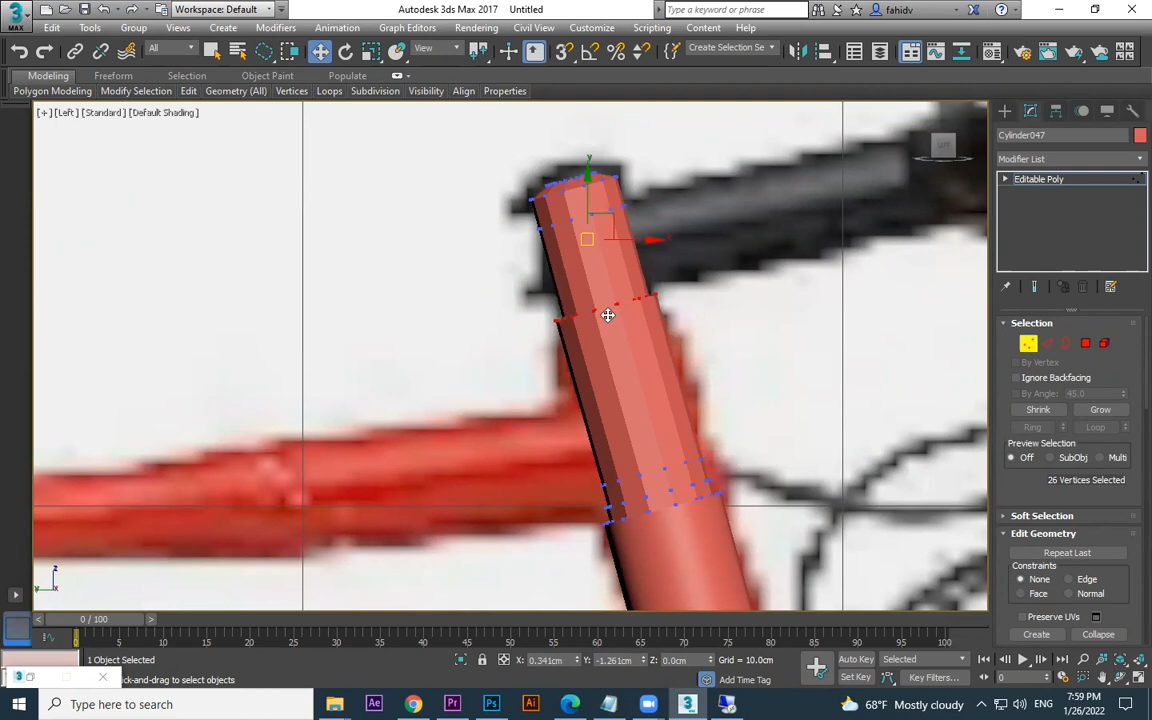 Workspace: Default
Autodesk 3ds Max 2017 Untitled
Type a keyword or phrase
fahidv
MAX
Edit Tools Group Views Create Modifiers Animation Graph Editors Rendering Civil View Customize Scripting Content Help
All
View
Create Selection Se
Modeling Freeform Selection Object Paint Populate
Polygon Modeling Modify Selection Edit Geometry (All) Vertices Loops Subdivision Visibility Align Properties
[+] [Left] [Standard] [Default Shading]
Cylinder047
Modifier List
Editable Poly
Selection
By Vertex
Ignore Backfacing
By Angle: 45.0
Shrink Grow
Ring Loop
Preview Selection
Off SubObj Multi
26 Vertices Selected
Soft Selection
Edit Geometry
Repeat Last
Constraints
None Edge
Face Normal
Preserve UVs
Create Collapse
y
x
z
y x
0 / 100
0 5 10 15 20 25 30 35 40 45 50 55 60 65 70 75 80 85 90 95 100
1 Object Selected
X: 0.341cm Y: -1.261cm Z: 0.0cm Grid = 10.0cm
Auto Key Selected
ck-and-drag to select objects
Add Time Tag
Set Key Key Filters...
0
Type here to search
68°F Mostly cloudy
7:59 PM
1/26/2022